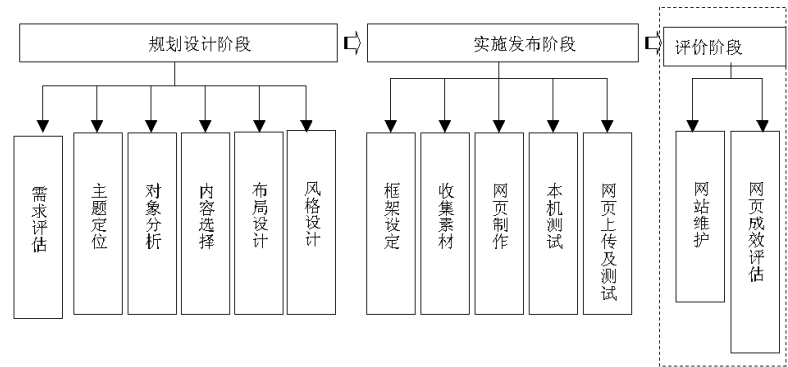 规划设计阶段
实施发布阶段
评价阶段
需求评估
主题定位
对象分析
内容选择
布局设计
风格设计
框架设定
收集素材
网页制作
本机测试
网页上传及测试
网站维护
网页成效评估